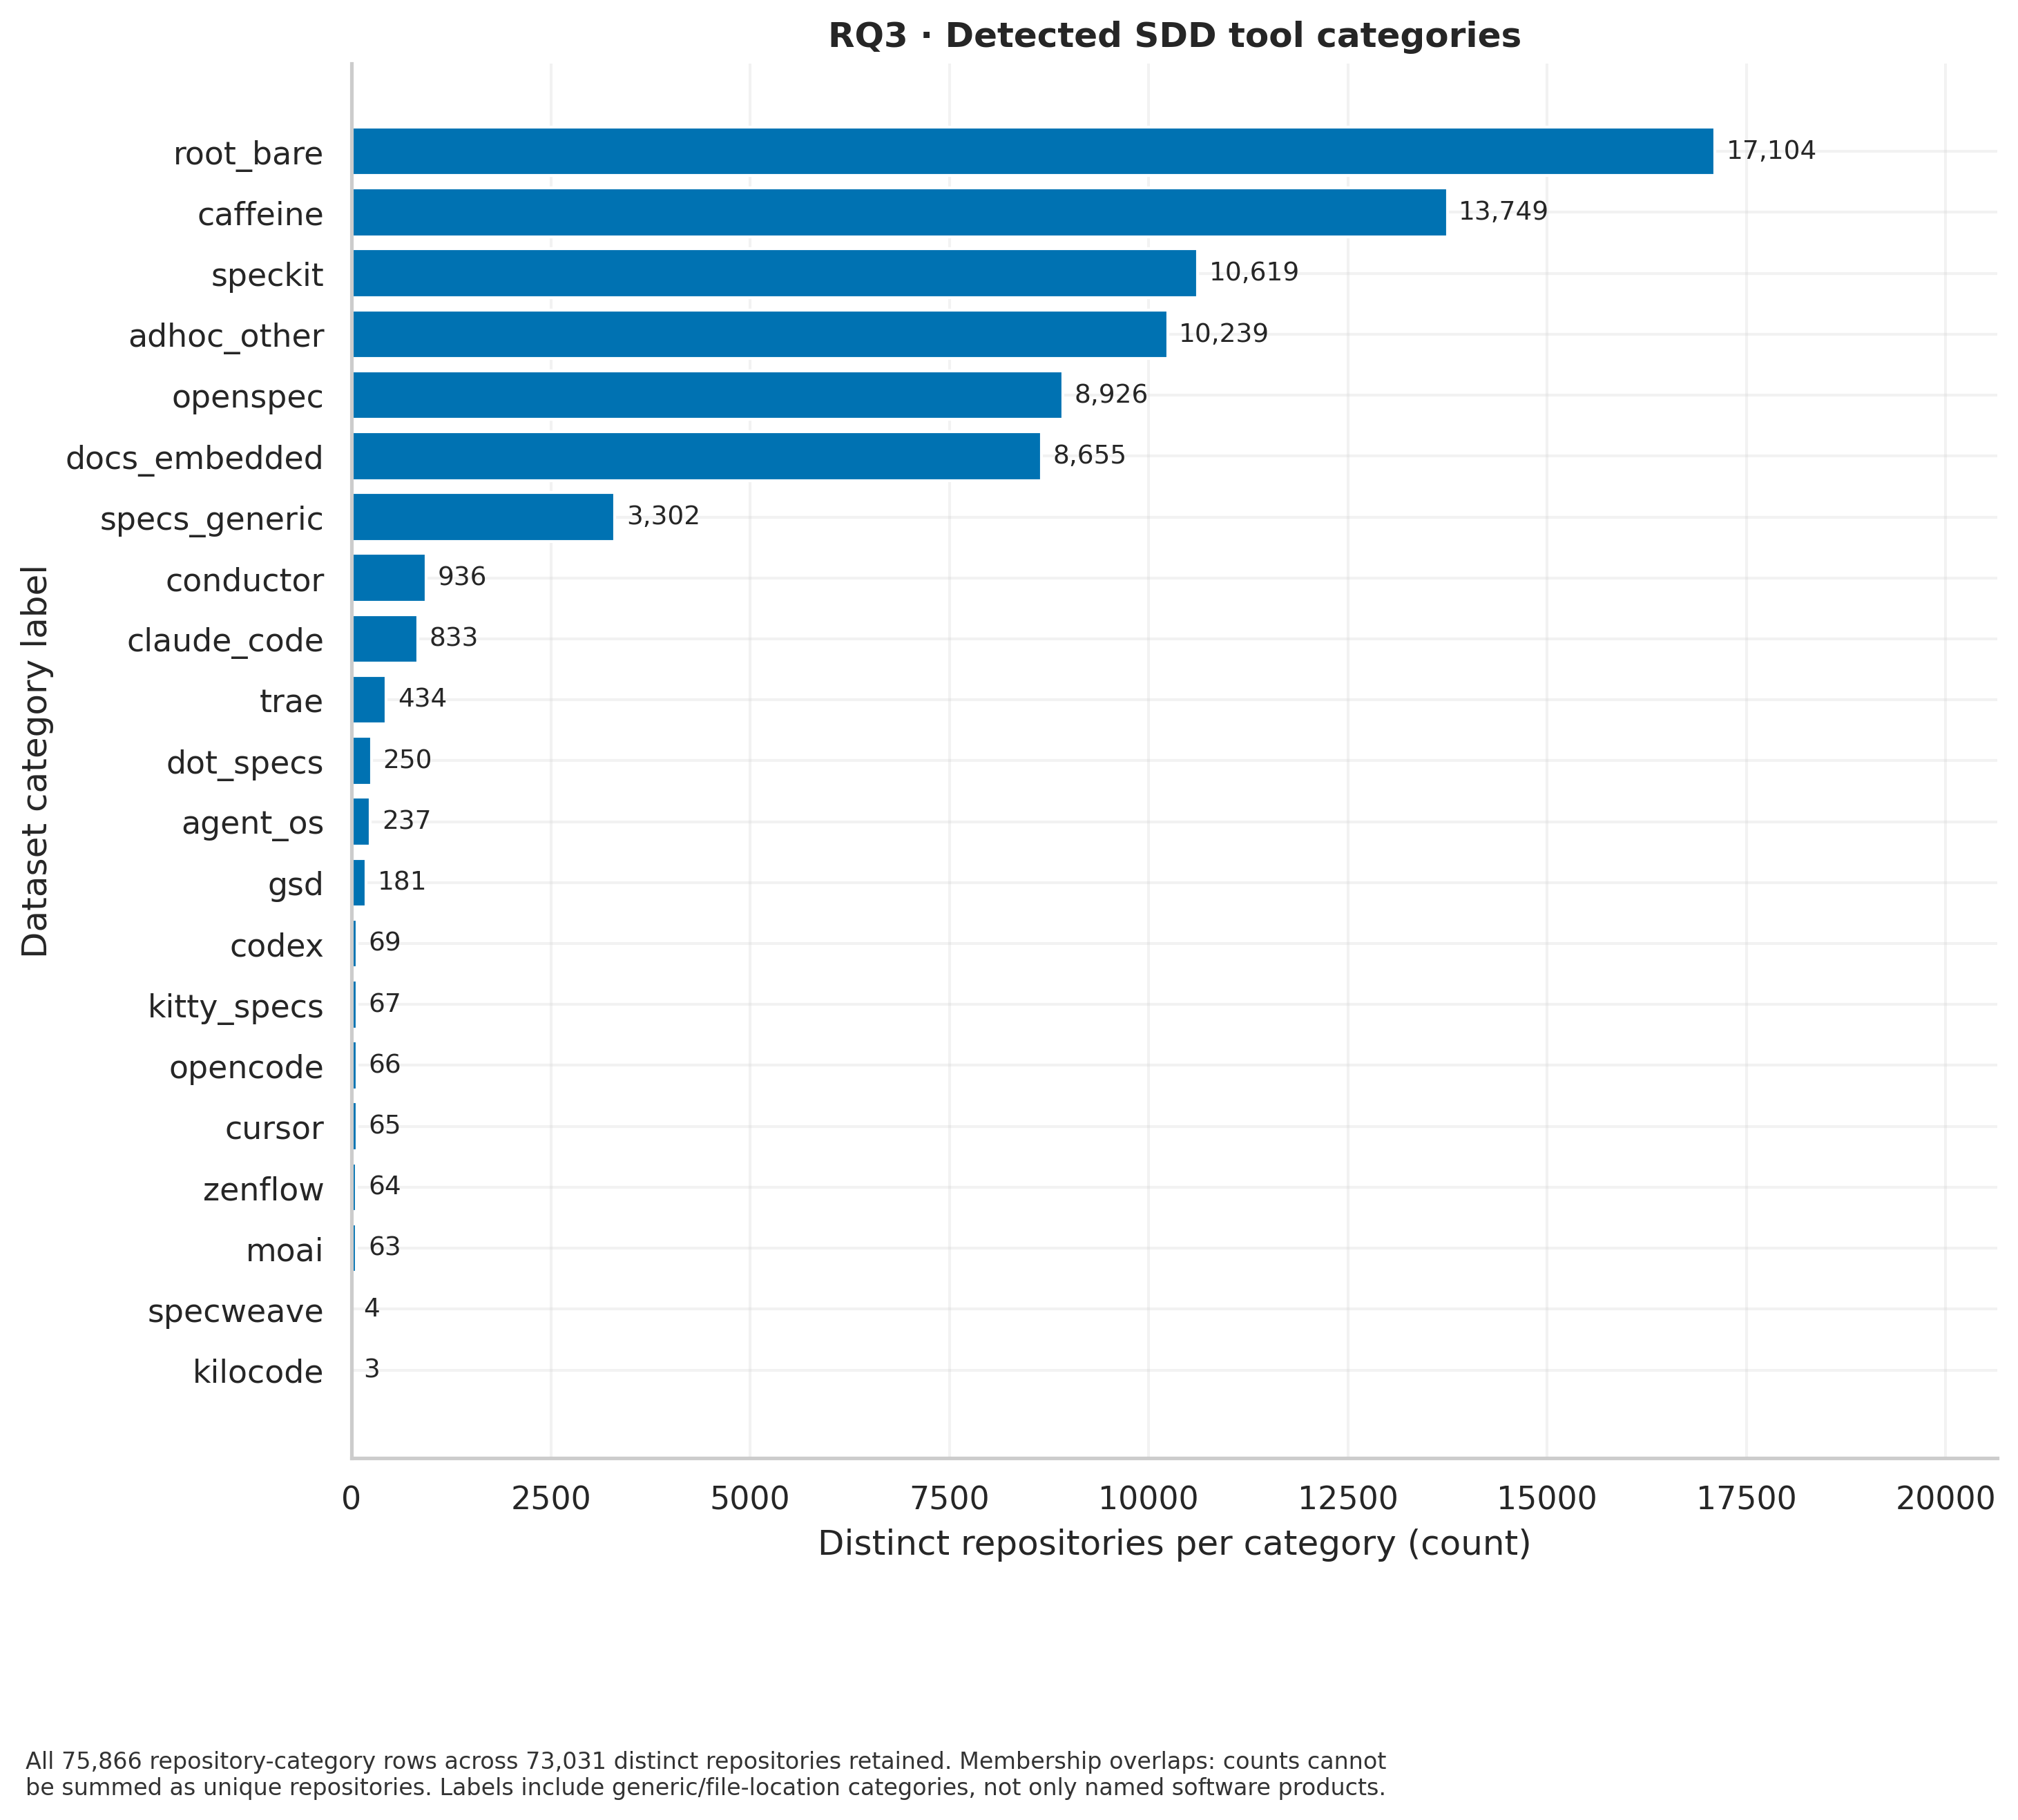 RQ3 · Detected SDD tool categories
Dataset category label
root_bare 17,104
caffeine 13,749
speckit 10,619
adhoc_other 10,239
openspec 8,926
docs_embedded 8,655
specs_generic 3,302
conductor 936
claude_code 833
trae 434
dot_specs 250
agent_os 237
gsd 181
codex 69
kitty_specs 67
opencode 66
cursor 65
zenflow 64
moai 63
specweave 4
kilocode 3
0 2500 5000 7500 10000 12500 15000 17500 20000
Distinct repositories per category (count)
All 75,866 repository-category rows across 73,031 distinct repositories retained. Membership overlaps: counts cannot
be summed as unique repositories. Labels include generic/file-location categories, not only named software products.